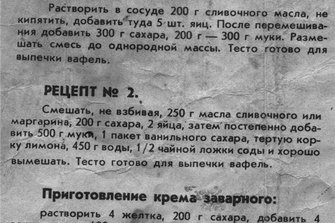 Растворить в сосуде 200 г сливочного масла, не
кипятить, добавить туда 5 шт. яиц. После перемешива-
ния добавить 300 г сахара, 200 г — 300 г муки. Разме-
шать смесь до однородной массы. Тесто готово для
выпечки вафель.
РЕЦЕПТ № 2.
Смешать, не взбивая, 250 г масла сливочного или
маргарина, 200 г сахара, 2 яйца, затем постепенно доба-
вить 500 г муки, 1 пакет ванильного сахара, тертую кор-
ку лимона, 450 г воды, 1/2 чайной ложки соды и хорошо
вымешать. Тесто готово для выпечки вафель.
Приготовление крема заварного:
растворить 4 желтка, 200 г сахара, добавить 4